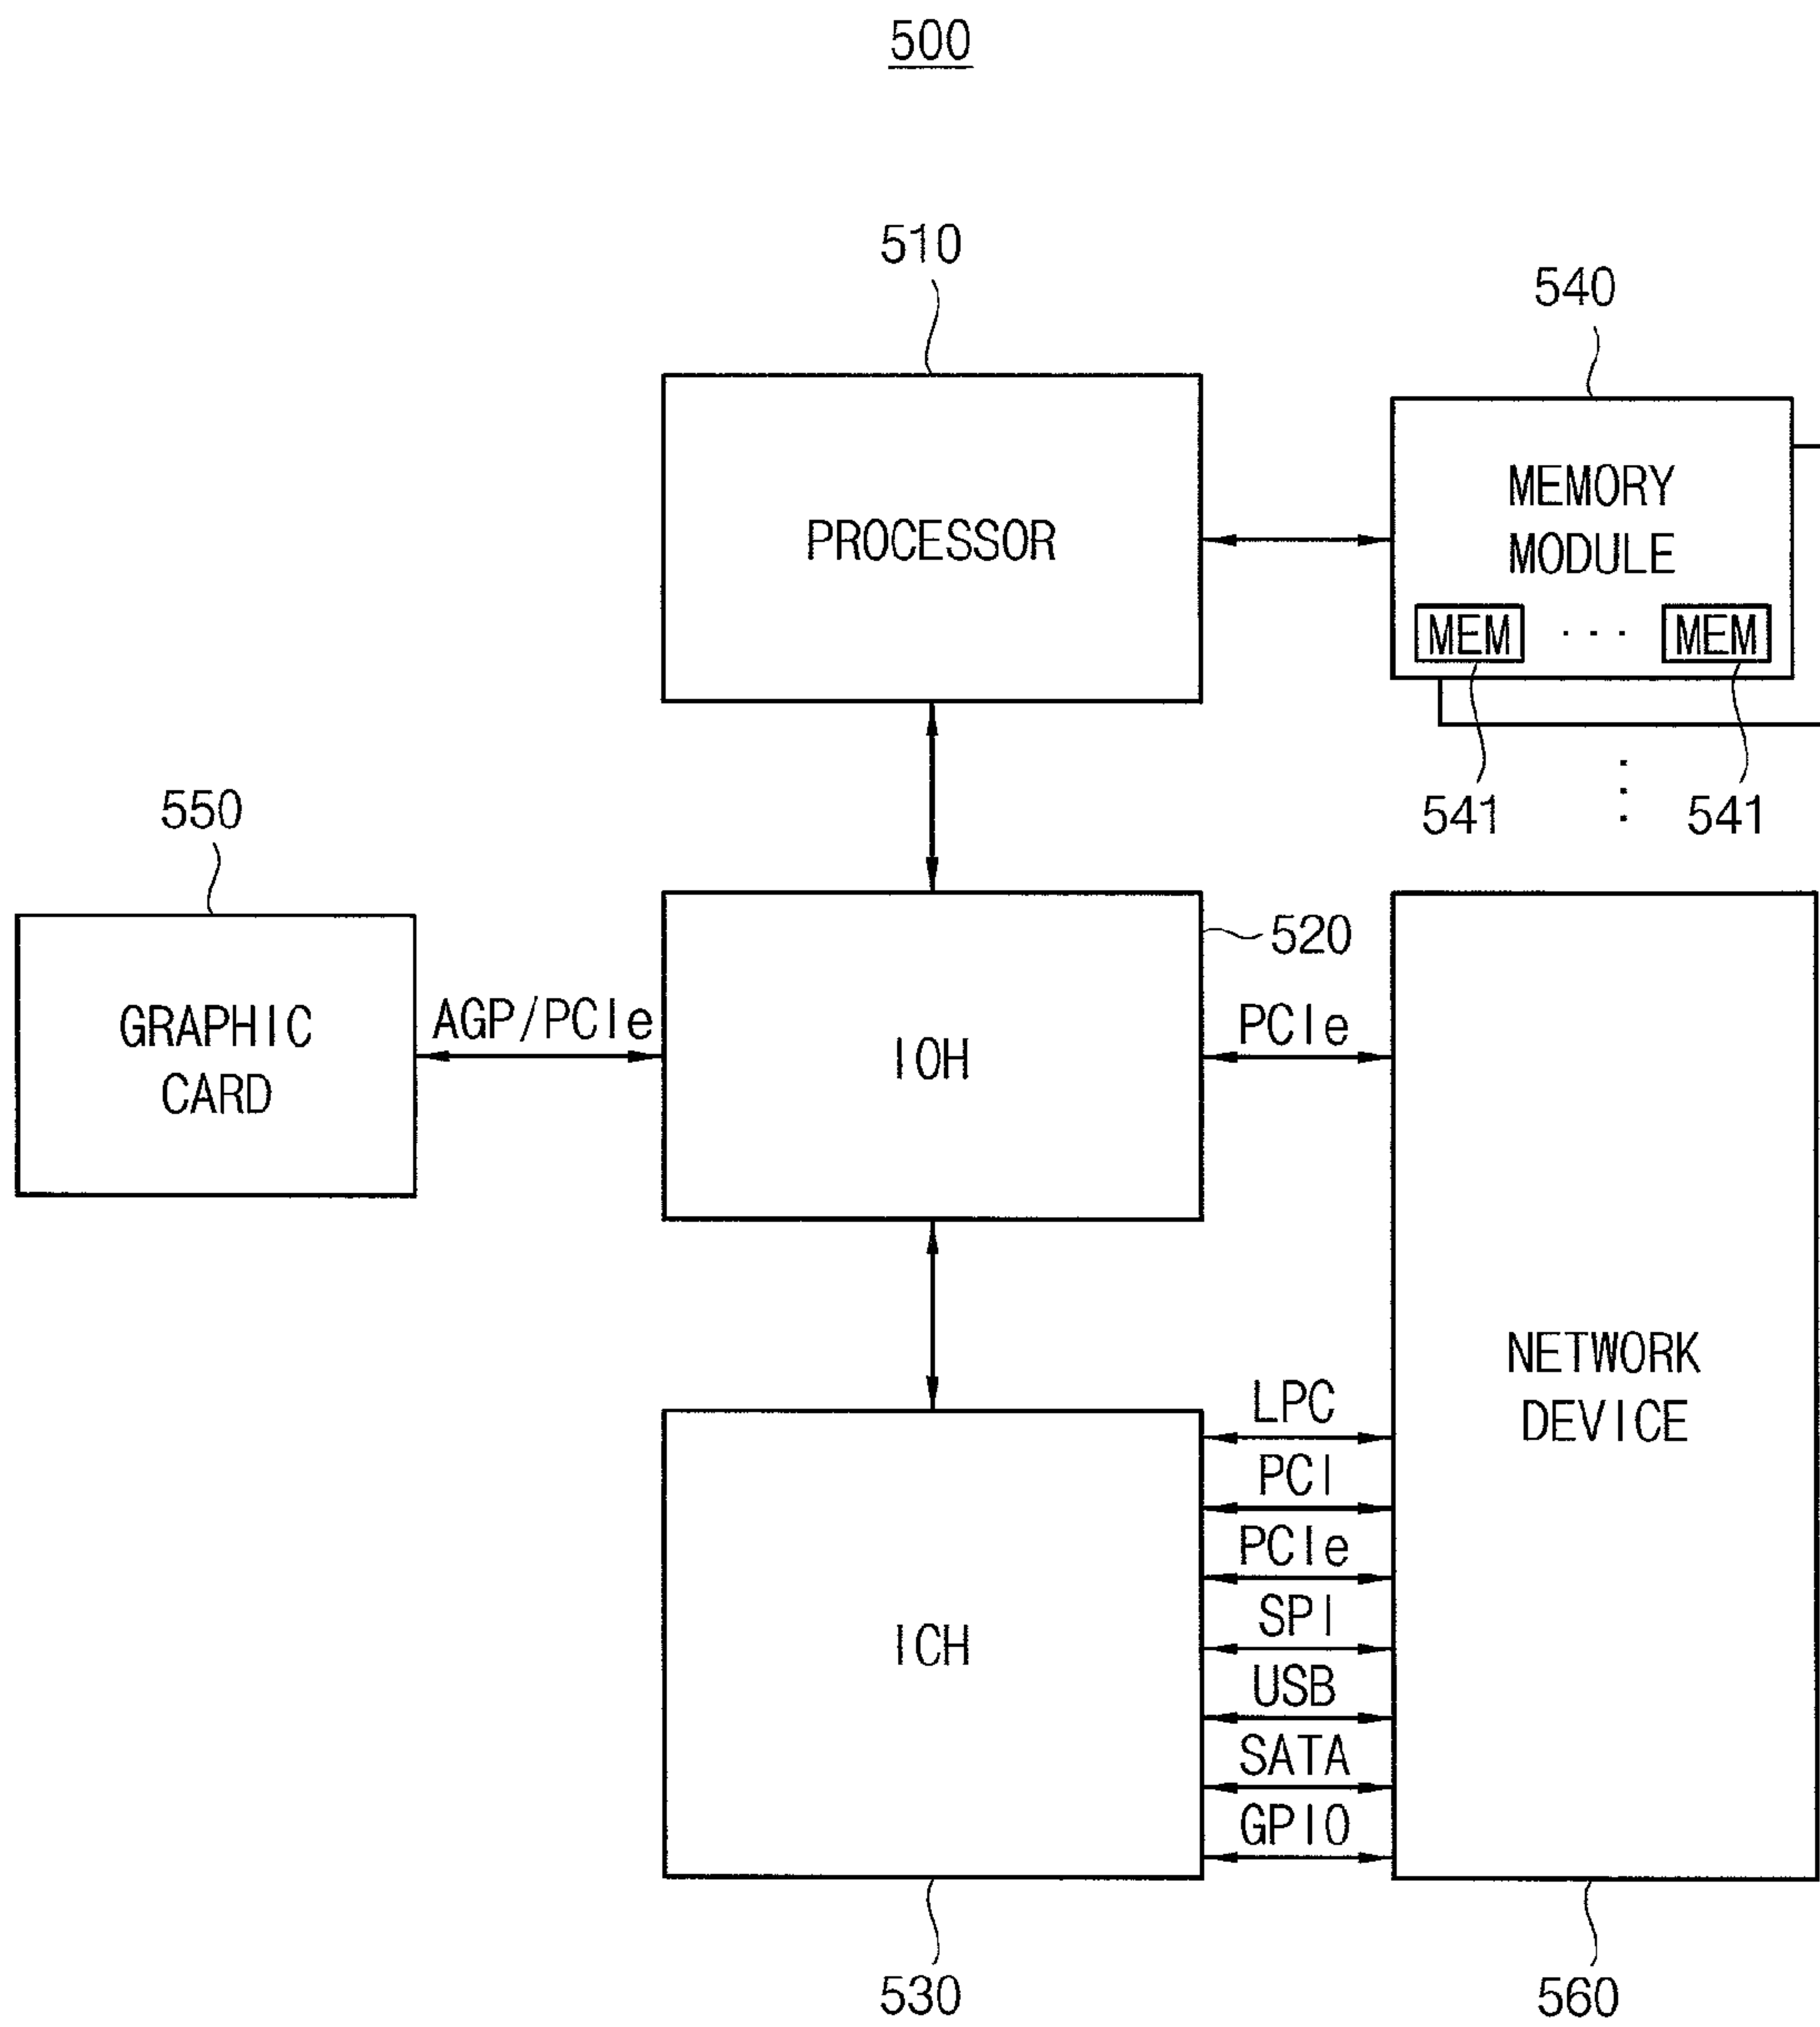 500
510
540
PROCESSOR
MEMORY
MODULE
MEM ... MEM
541 541
550
520
GRAPHIC
CARD
AGP/PCIe
IOH
PCIe
NETWORK
DEVICE
ICH
LPC
PCI
PCIe
SPI
USB
SATA
GPIO
530
560